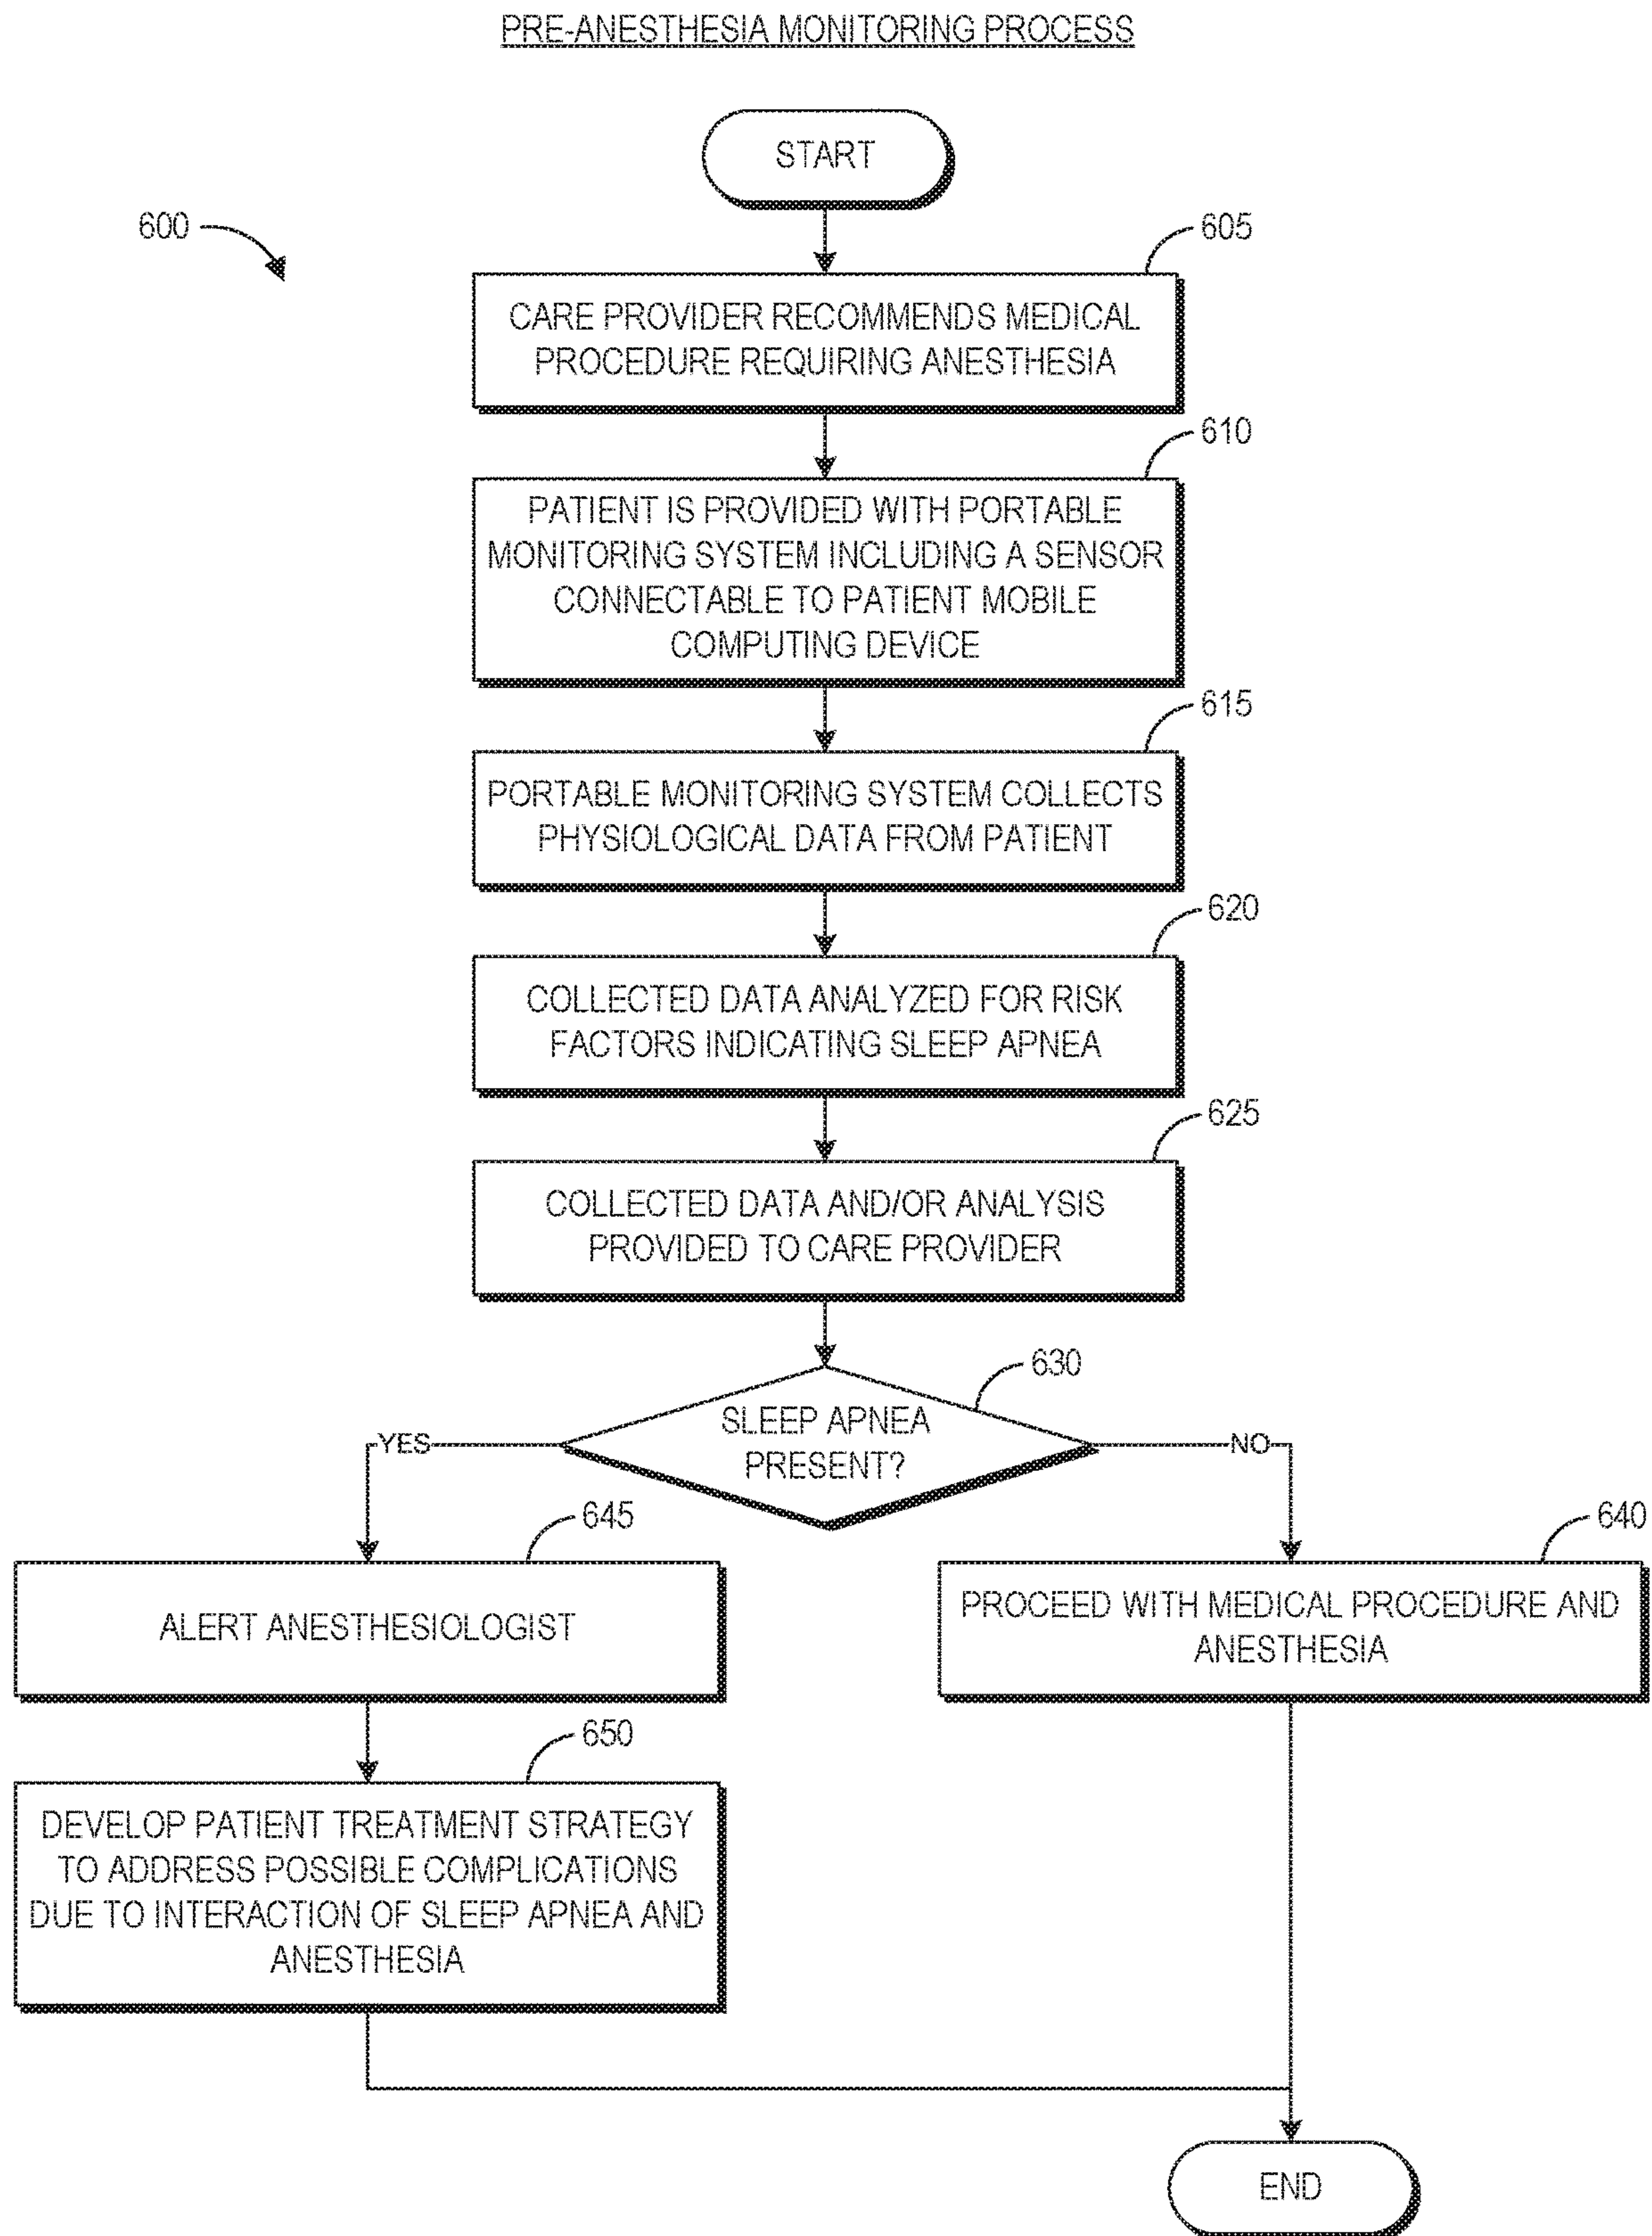 PRE-ANESTHESIA MONITORING PROCESS
START
600
605
CARE PROVIDER RECOMMENDS MEDICAL
PROCEDURE REQUIRING ANESTHESIA
610
PATIENT IS PROVIDED WITH PORTABLE
MONITORING SYSTEM INCLUDING A SENSOR
CONNECTABLE TO PATIENT MOBILE
COMPUTING DEVICE
615
PORTABLE MONITORING SYSTEM COLLECTS
PHYSIOLOGICAL DATA FROM PATIENT
620
COLLECTED DATA ANALYZED FOR RISK
FACTORS INDICATING SLEEP APNEA
625
COLLECTED DATA AND/OR ANALYSIS
PROVIDED TO CARE PROVIDER
630
SLEEP APNEA
PRESENT?
YES
NO
645
ALERT ANESTHESIOLOGIST
640
PROCEED WITH MEDICAL PROCEDURE AND
ANESTHESIA
650
DEVELOP PATIENT TREATMENT STRATEGY
TO ADDRESS POSSIBLE COMPLICATIONS
DUE TO INTERACTION OF SLEEP APNEA AND
ANESTHESIA
END